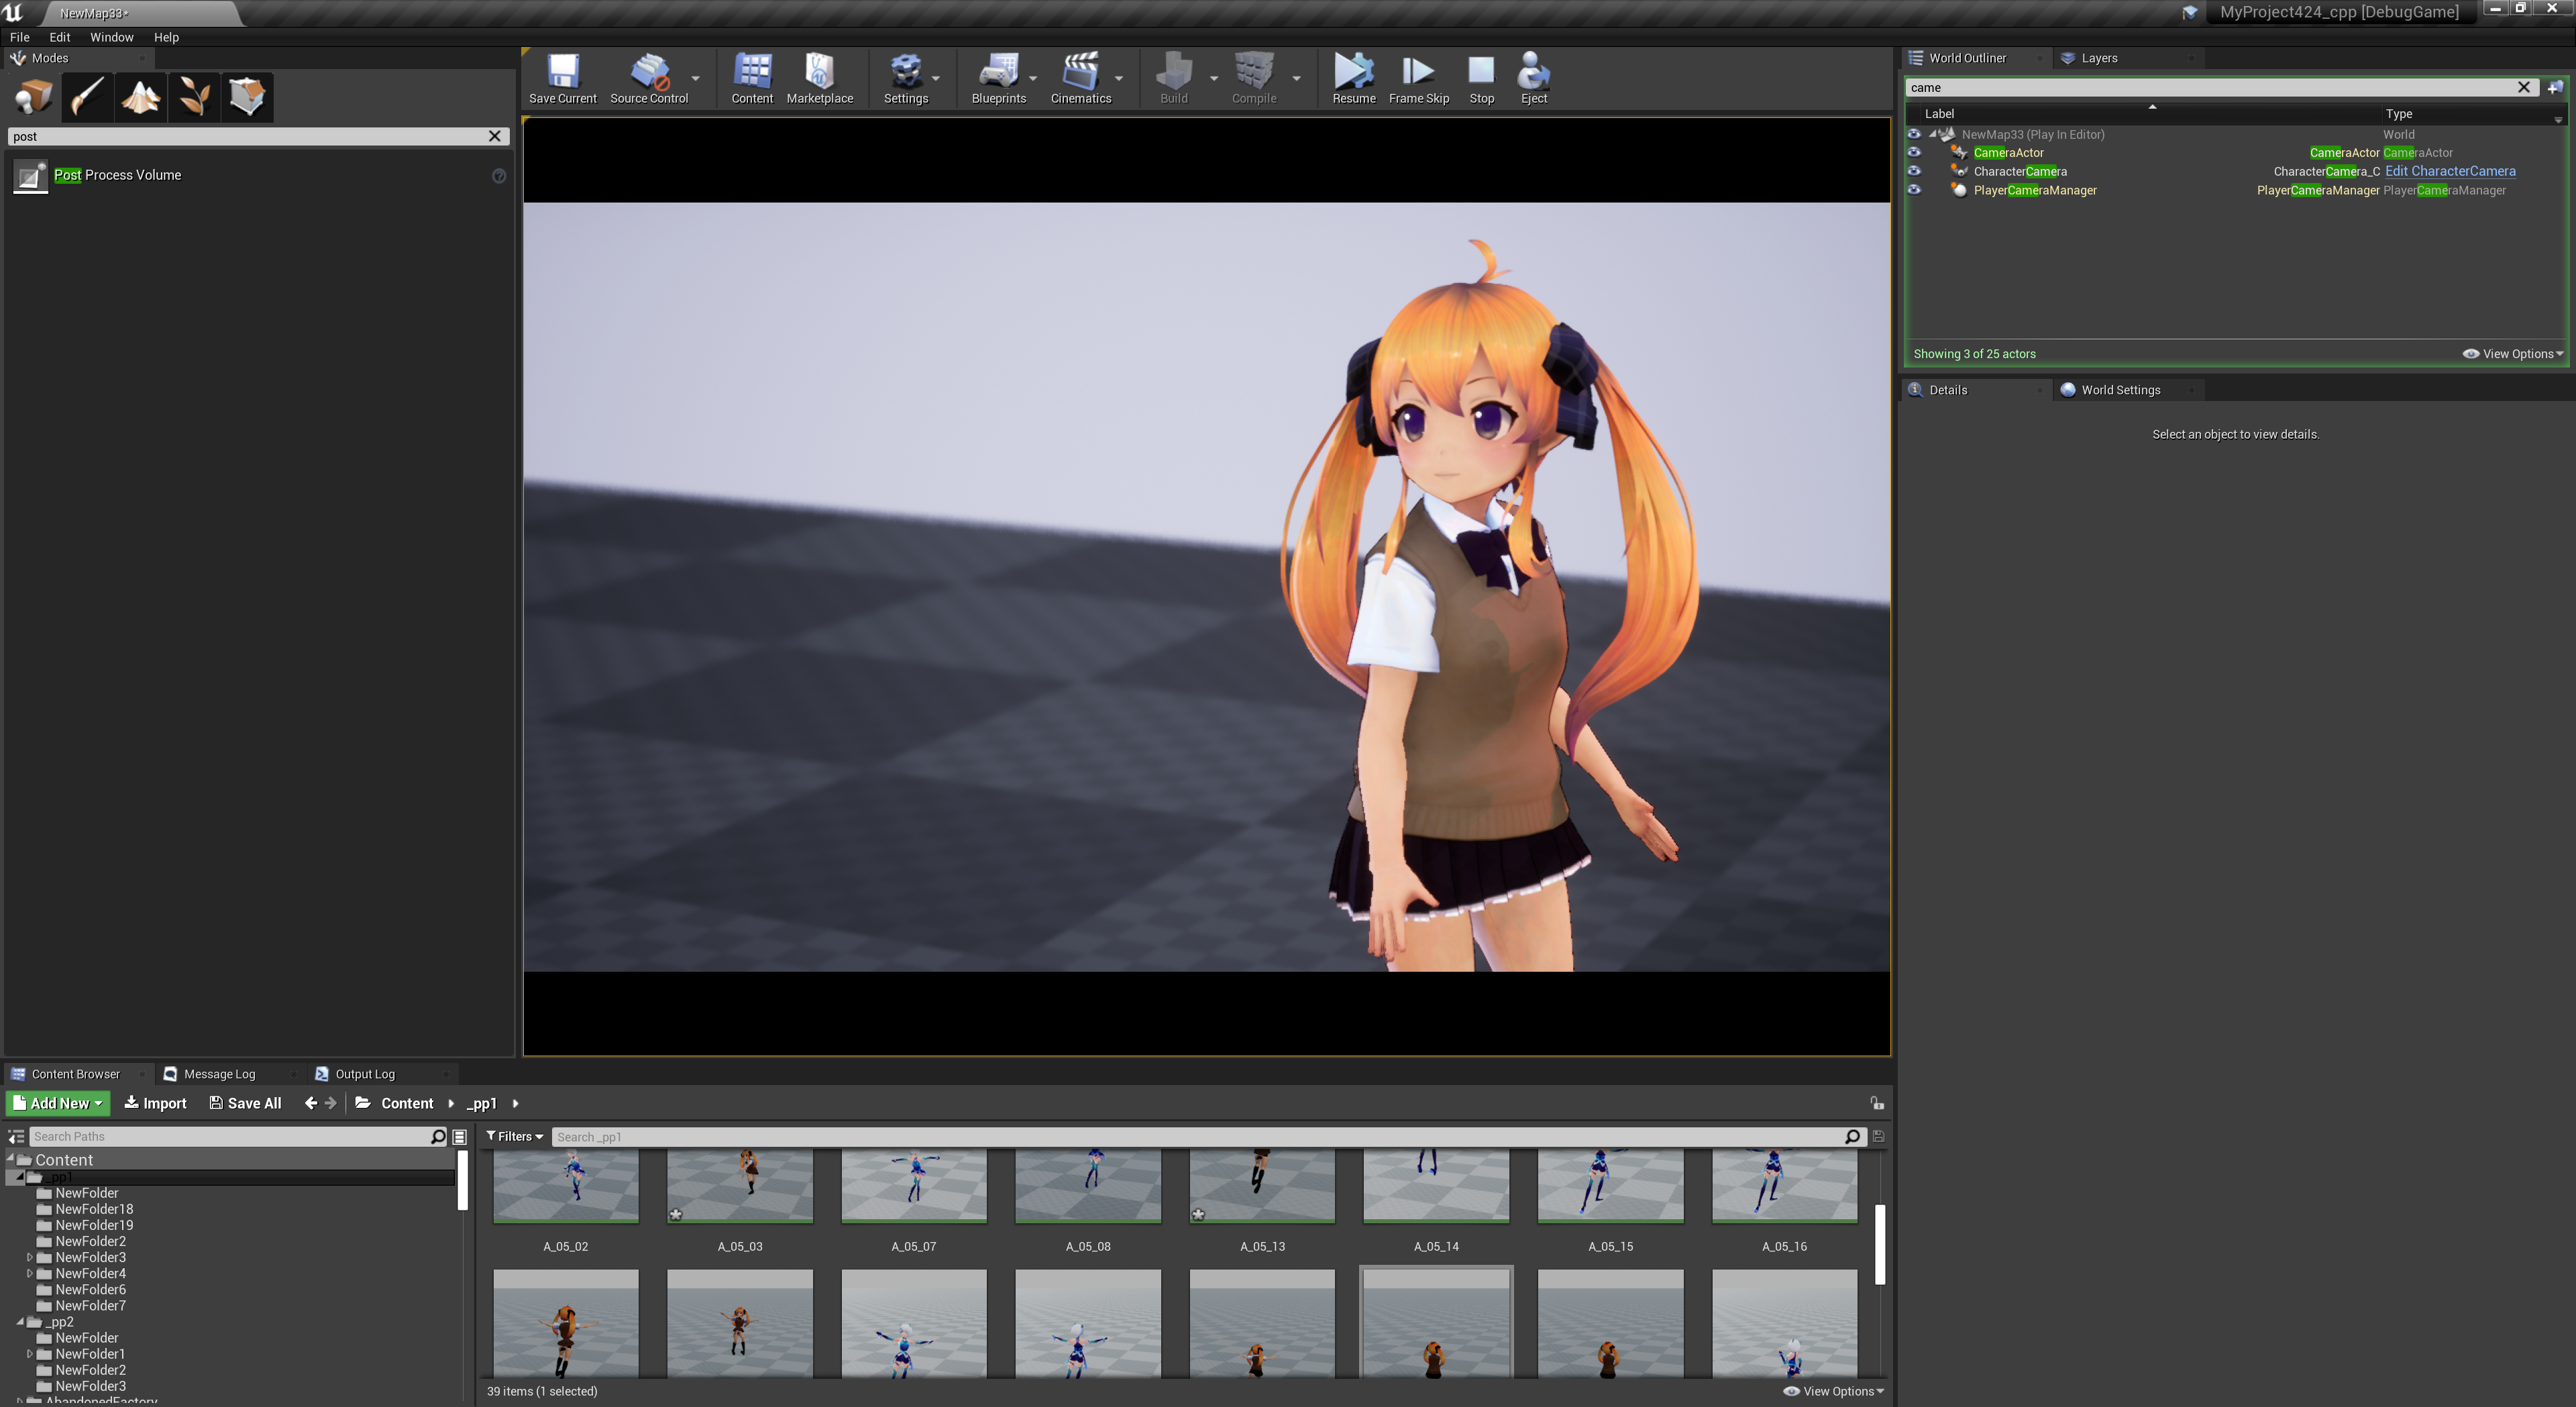 NewMap33*
MyProject424_cpp [DebugGame]
File Edit Window Help
Modes
post
Post Process Volume
Save Current
Source Control
Content
Marketplace
Settings
Blueprints
Cinematics
Build
Compile
Resume
Frame Skip
Stop
Eject
World Outliner
Layers
came
Label Type
NewMap33 (Play In Editor) World
CameraActor CameraActor CameraActor
CharacterCamera CharacterCamera_C Edit CharacterCamera
PlayerCameraManager PlayerCameraManager PlayerCameraManager
Showing 3 of 25 actors
View Options
Details
World Settings
Select an object to view details.
Content Browser
Message Log
Output Log
Add New
Import
Save All
Content
_pp1
Search Paths
Filters
Search _pp1
Content
_pp1
NewFolder
NewFolder18
NewFolder19
NewFolder2
NewFolder3
NewFolder4
NewFolder6
NewFolder7
_pp2
NewFolder
NewFolder1
NewFolder2
NewFolder3
AbandonedFactory
A_05_02
A_05_03
A_05_07
A_05_08
A_05_13
A_05_14
A_05_15
A_05_16
39 items (1 selected)
View Options